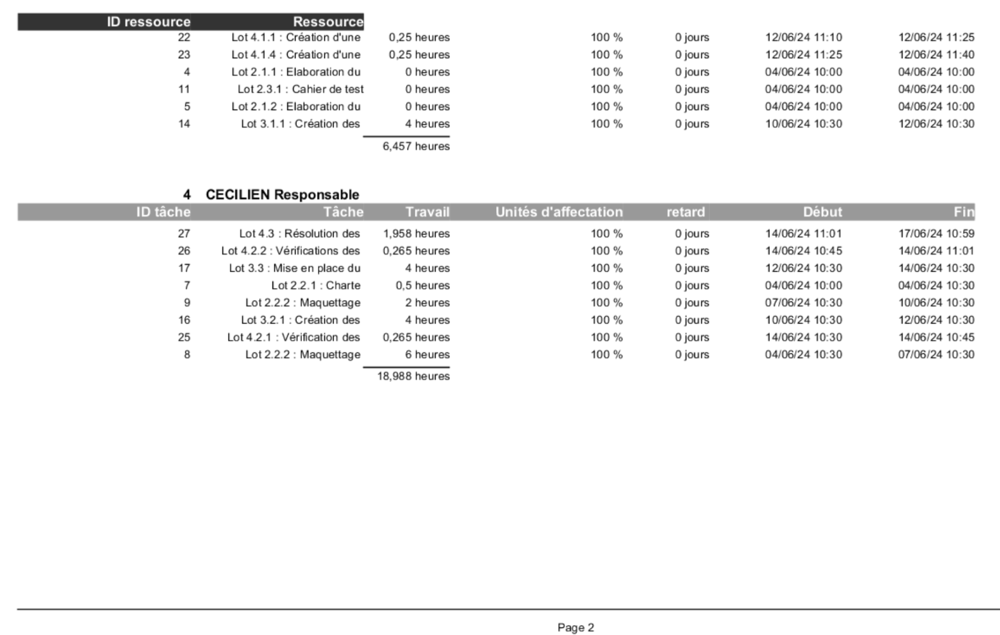 ID ressource Ressource
22 Lot 4.1.1 : Création d'une 0,25 heures 100 % 0 jours 12/06/24 11:10 12/06/24 11:25
23 Lot 4.1.4 : Création d'une 0,25 heures 100 % 0 jours 12/06/24 11:25 12/06/24 11:40
4 Lot 2.1.1 : Elaboration du 0 heures 100 % 0 jours 04/06/24 10:00 04/06/24 10:00
11 Lot 2.3.1 : Cahier de test 0 heures 100 % 0 jours 04/06/24 10:00 04/06/24 10:00
5 Lot 2.1.2 : Elaboration du 0 heures 100 % 0 jours 04/06/24 10:00 04/06/24 10:00
14 Lot 3.1.1 : Création des 4 heures 100 % 0 jours 10/06/24 10:30 12/06/24 10:30
6,457 heures
4 CECILIEN Responsable
ID tâche Tâche Travail Unités d'affectation retard Début Fin
27 Lot 4.3 : Résolution des 1,958 heures 100 % 0 jours 14/06/24 11:01 17/06/24 10:59
26 Lot 4.2.2 : Vérifications des 0,265 heures 100 % 0 jours 14/06/24 10:45 14/06/24 11:01
17 Lot 3.3 : Mise en place du 4 heures 100 % 0 jours 12/06/24 10:30 14/06/24 10:30
7 Lot 2.2.1 : Charte 0,5 heures 100 % 0 jours 04/06/24 10:00 04/06/24 10:30
9 Lot 2.2.2 : Maquettage 2 heures 100 % 0 jours 07/06/24 10:30 10/06/24 10:30
16 Lot 3.2.1 : Création des 4 heures 100 % 0 jours 10/06/24 10:30 12/06/24 10:30
25 Lot 4.2.1 : Vérification des 0,265 heures 100 % 0 jours 14/06/24 10:30 14/06/24 10:45
8 Lot 2.2.2 : Maquettage 6 heures 100 % 0 jours 04/06/24 10:30 07/06/24 10:30
18,988 heures
Page 2